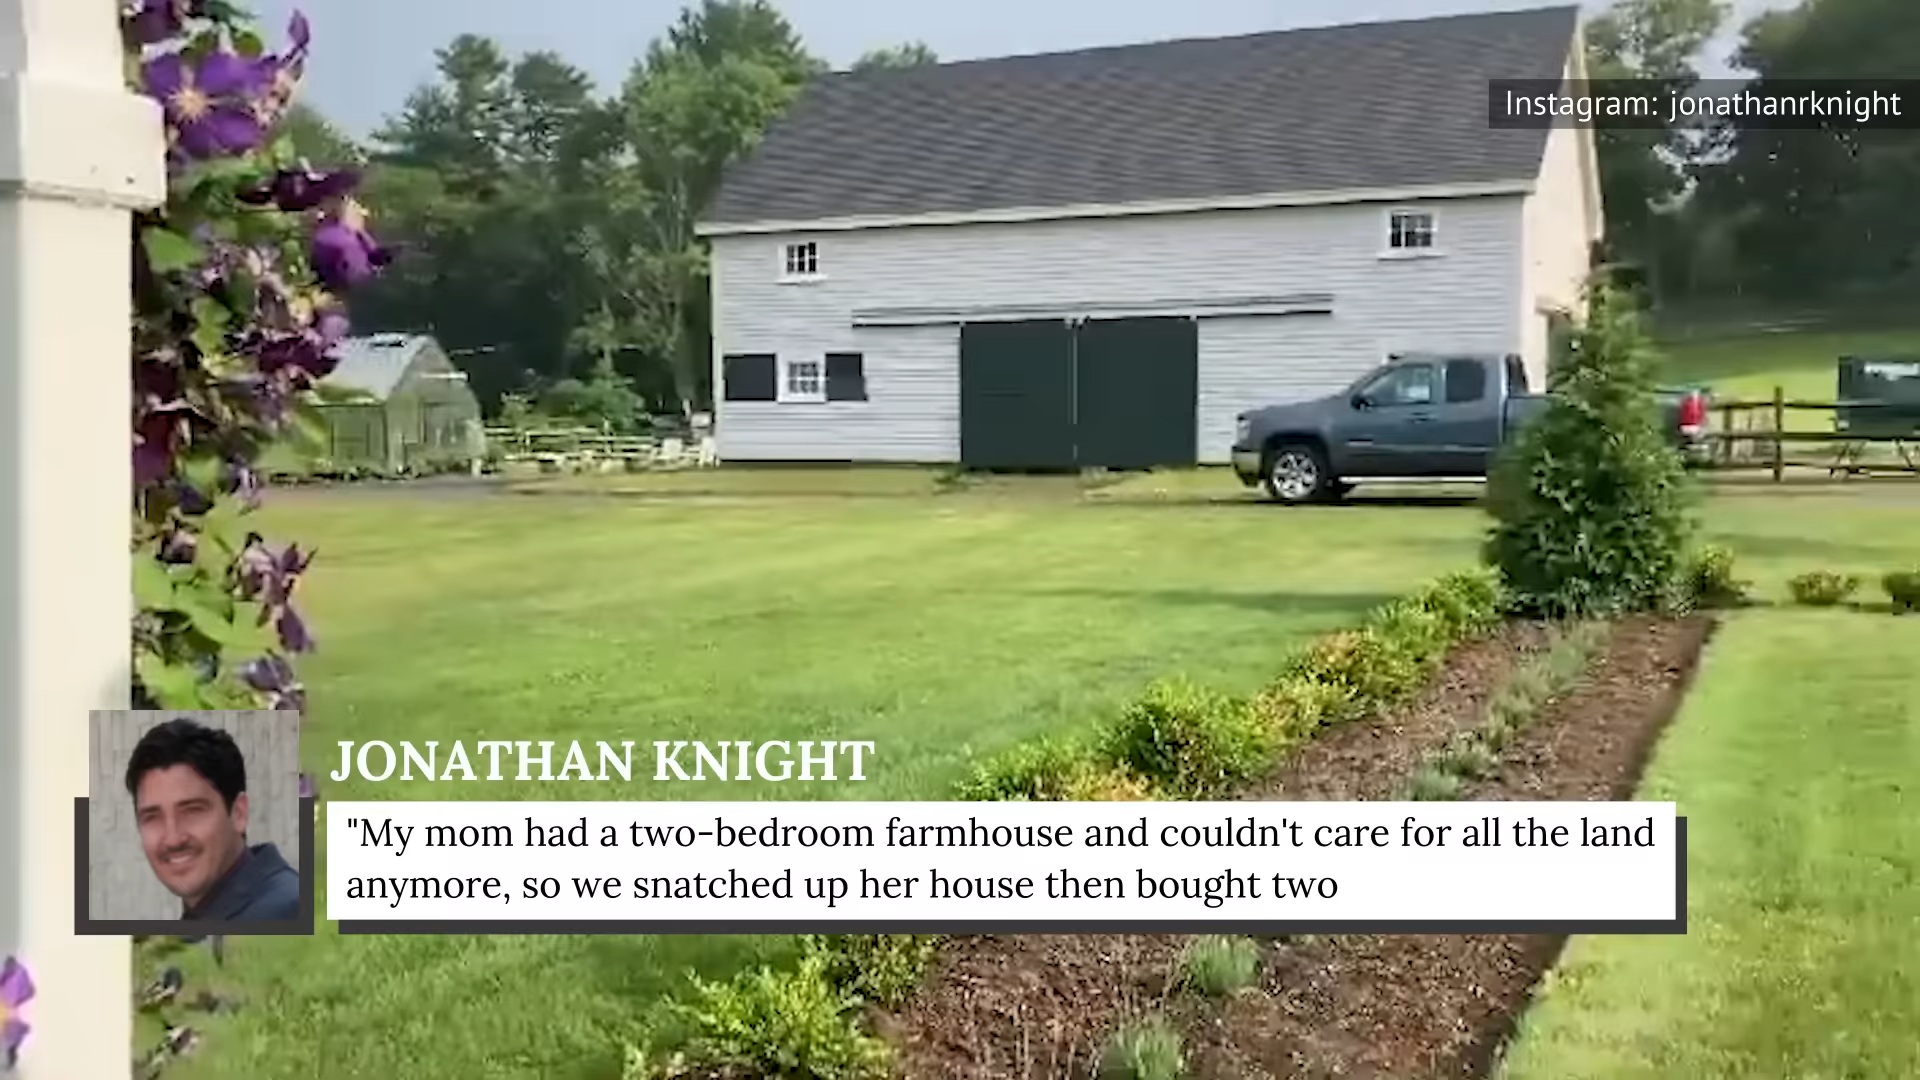 Instagram: jonathanrknight
JONATHAN KNIGHT
"My mom had a two-bedroom farmhouse and couldn't care for all the land
anymore, so we snatched up her house then bought two